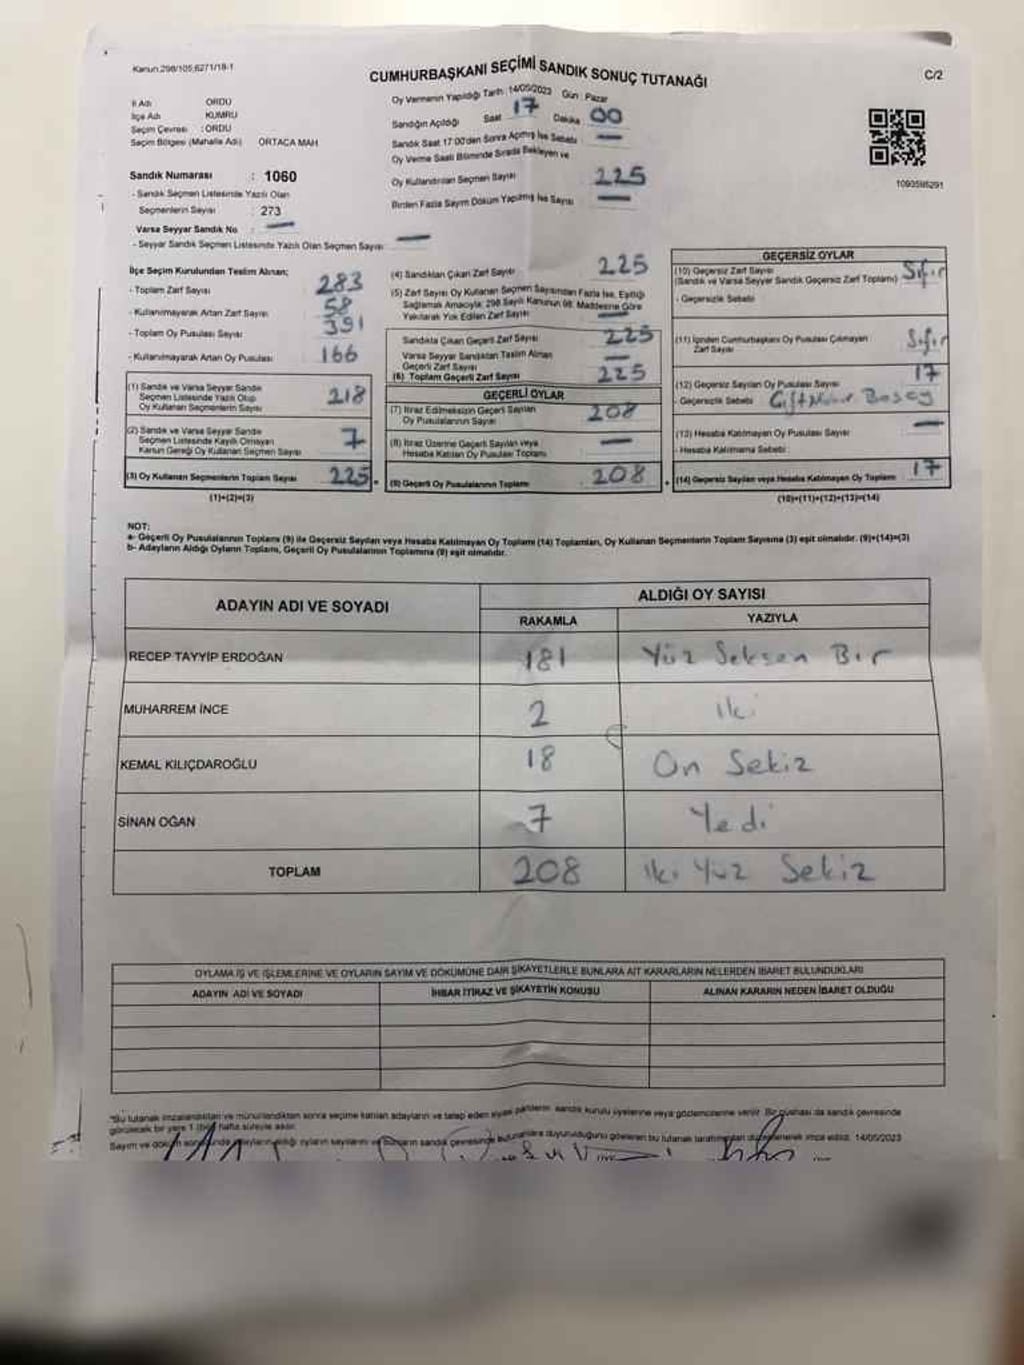 Kanun:298/105;6271/18-1
CUMHURBAŞKANI SEÇİMİ SANDIK SONUÇ TUTANAĞI
C/2
İl Adı ORDU
İlçe Adı KUMRU
Seçim Çevresi : ORDU
Seçim Bölgesi (Mahalle Adı) ORTACA MAH
Sandık Numarası : 1060
- Sandık Seçmen Listesinde Yazılı Olan
Seçmenlerin Sayısı : 273
Varsa Seyyar Sandık No —
- Seyyar Sandık Seçmen Listesinde Yazılı Olan Seçmen Sayısı —
Oy Vermenin Yapıldığı Tarih: 14/05/2023 Gün : Pazar
Sandığın Açıldığı Saat 17 Dakika 00
Sandık Saat 17:00'den Sonra Açılmış İse Sebebi —
Oy Verme Saati Bitiminde Sırada Bekleyen ve
Oy Kullandırılan Seçmen Sayısı 225
Birden Fazla Sayım Döküm Yapılmış İse Sayısı —
1093595291
İlçe Seçim Kurulundan Teslim Alınan;
- Toplam Zarf Sayısı 283
- Kullanılmayarak Artan Zarf Sayısı 58
- Toplam Oy Pusulası Sayısı 391
- Kullanılmayarak Artan Oy Pusulası 166
(1) Sandık ve Varsa Seyyar Sandık
Seçmen Listesinde Yazılı Olup
Oy Kullanan Seçmenlerin Sayısı 218
(2) Sandık ve Varsa Seyyar Sandık
Seçmen Listesinde Kayıtlı Olmayan
Kanun Gereği Oy Kullanan Seçmen Sayısı 7
(3) Oy Kullanan Seçmenlerin Toplam Sayısı 225
(1)+(2)=(3)
(4) Sandıktan Çıkan Zarf Sayısı 225
(5) Zarf Sayısı Oy Kullanan Seçmen Sayısından Fazla İse, Eşitliği
Sağlamak Amacıyla; 298 Sayılı Kanunun 98. Maddesine Göre
Yakılarak Yok Edilen Zarf Sayısı —
Sandıkta Çıkan Geçerli Zarf Sayısı 225
Varsa Seyyar Sandıktan Teslim Alınan
Geçerli Zarf Sayısı —
(6) Toplam Geçerli Zarf Sayısı 225
GEÇERLİ OYLAR
(7) İtiraz Edilmeksizin Geçerli Sayılan
Oy Pusulasının Sayısı 208
(8) İtiraz Üzerine Geçerli Sayılan veya
Hesaba Katılan Oy Pusulası Toplamı —
(9) Geçerli Oy Pusulalarının Toplamı 208
GEÇERSİZ OYLAR
(10) Geçersiz Zarf Sayısı Sıfır
(Sandık ve Varsa Seyyar Sandık Geçersiz Zarf Toplamı)
- Geçersizlik Sebebi
(11) İçinden Cumhurbaşkanı Oy Pusulası Çıkmayan
Zarf Sayısı Sıfır
(12) Geçersiz Sayılan Oy Pusulası Sayısı 17
- Geçersizlik Sebebi Çift Mühür
(13) Hesaba Katılmayan Oy Pusulası Sayısı —
- Hesaba Katılmama Sebebi
(14) Geçersiz Sayılan veya Hesaba Katılmayan Oy Toplamı 17
(10)+(11)+(12)+(13)=(14)
NOT:
a- Geçerli Oy Pusulalarının Toplamı (9) ile Geçersiz Sayılan veya Hesaba Katılmayan Oy Toplamı (14) Toplamları, Oy Kullanan Seçmenlerin Toplam Sayısına (3) eşit olmalıdır. (9)+(14)=(3)
b- Adayların Aldığı Oyların Toplamı, Geçerli Oy Pusulalarının Toplamına (9) eşit olmalıdır.
ADAYIN ADI VE SOYADI ALDIĞI OY SAYISI
RAKAMLA YAZIYLA
RECEP TAYYİP ERDOĞAN 181 Yüz Seksen Bir
MUHARREM İNCE 2 iki
KEMAL KILIÇDAROĞLU 18 On Sekiz
SİNAN OĞAN 7 Yedi
TOPLAM 208 iki Yüz Sekiz
OYLAMA İŞ VE İŞLEMLERİNE VE OYLARIN SAYIM VE DÖKÜMÜNE DAİR ŞİKAYETLERLE BUNLARA AİT KARARLARIN NELERDEN İBARET BULUNDUKLARI
ADAYIN ADI VE SOYADI İHBAR İTİRAZ VE ŞİKAYETİN KONUSU ALINAN KARARIN NEDEN İBARET OLDUĞU
"Bu tutanak imzalandıktan ve mühürlendikten sonra seçime katılan adayların ve talep eden siyasi partilerin sandık kurulu üyelerine veya gözlemcilerine verilir. Bir nüshası da sandık çevresinde
görülecek bir yere 1 (bir) hafta süreyle asılır.
Sayım ve döküm oyların sayılarını ve bunların sandık çevresinde bulunanlara duyurulduğunu gösteren bu tutanak tarafımızdan düzenlenerek imza edildi. 14/05/2023